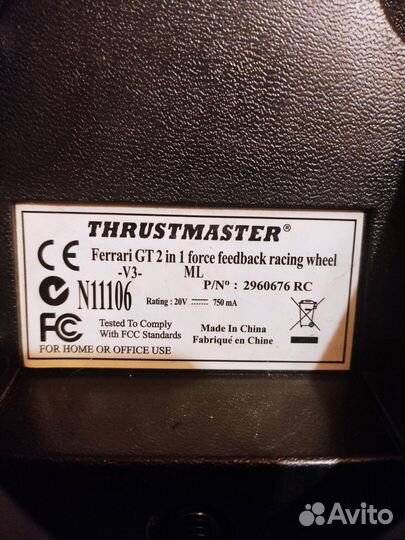 THRUSTMASTER®
CE Ferrari GT 2 in 1 force feedback racing wheel
-V3- ML
N11106 P/Nº : 2960676 RC
Rating : 20V ⎓ 750 mA
FC Tested To Comply
With FCC Standards
FOR HOME OR OFFICE USE
Made In China
Fabriqué en Chine
Avito